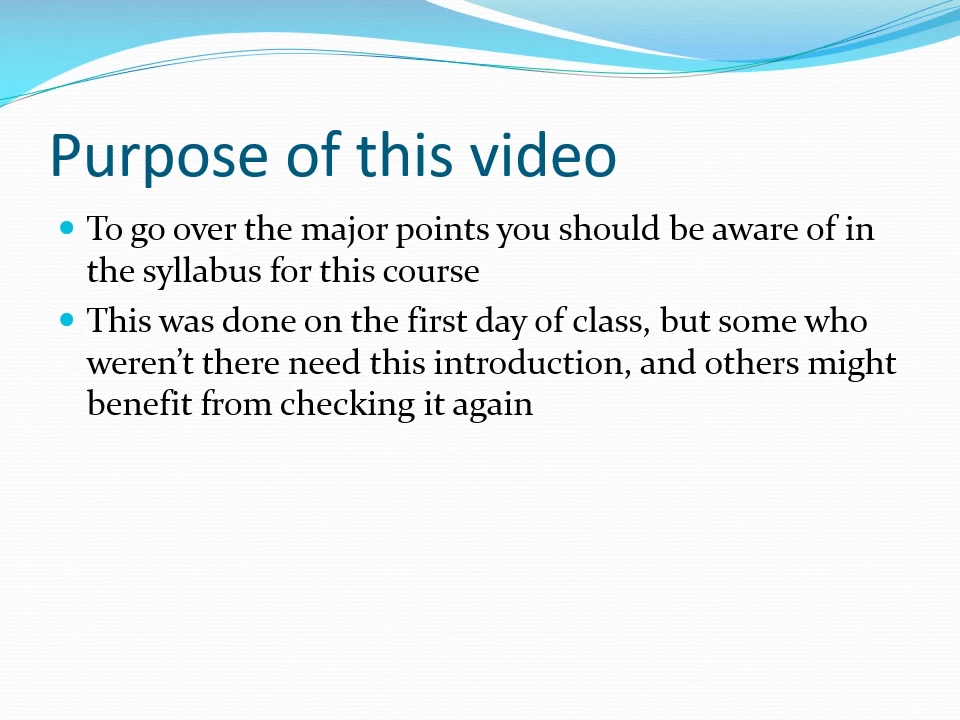 Purpose of this video
To go over the major points you should be aware of in
the syllabus for this course
This was done on the first day of class, but some who
weren’t there need this introduction, and others might
benefit from checking it again